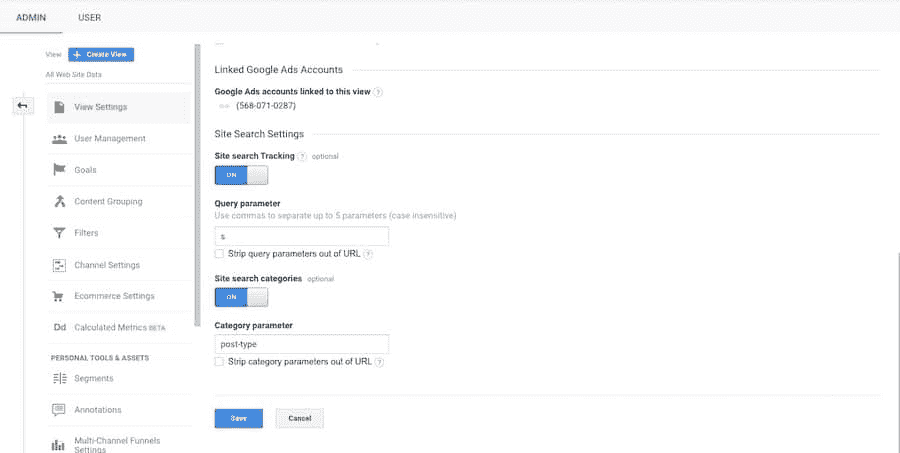 ADMIN USER
View + Create View
All Web Site Data
View Settings
User Management
Goals
Content Grouping
Filters
Channel Settings
Ecommerce Settings
Dd Calculated Metrics BETA
PERSONAL TOOLS & ASSETS
Segments
Annotations
Multi-Channel Funnels
Settings
Linked Google Ads Accounts
Google Ads accounts linked to this view ?
(568-071-0287)
Site Search Settings
Site search Tracking ? optional
ON
Query parameter
Use commas to separate up to 5 parameters (case insensitive)
s
Strip query parameters out of URL ?
Site search categories optional
ON
Category parameter
post-type
Strip category parameters out of URL ?
Save Cancel